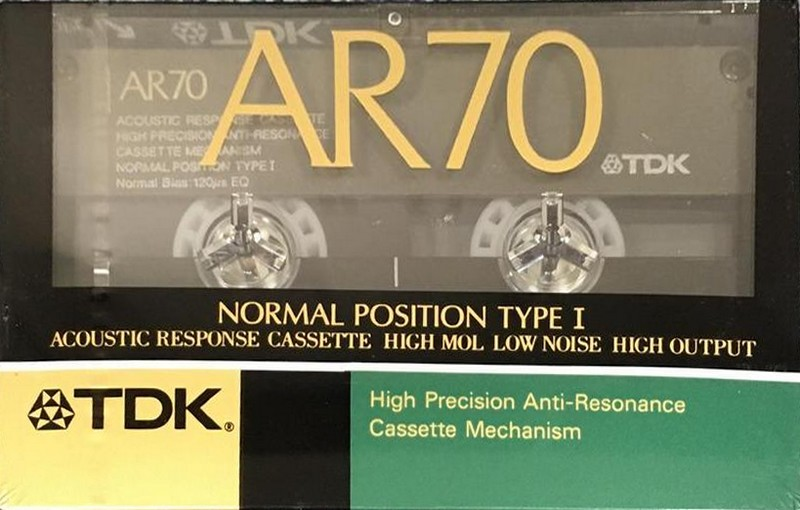 TDK
AR70
AR70
ACOUSTIC RESPONSE CASSETTE
HIGH PRECISION ANTI-RESONANCE
CASSETTE MECHANISM
NORMAL POSITION TYPE I
Normal Bias:120μs EQ
TDK
NORMAL POSITION TYPE I
ACOUSTIC RESPONSE CASSETTE HIGH MOL LOW NOISE HIGH OUTPUT
TDK®
High Precision Anti-Resonance
Cassette Mechanism